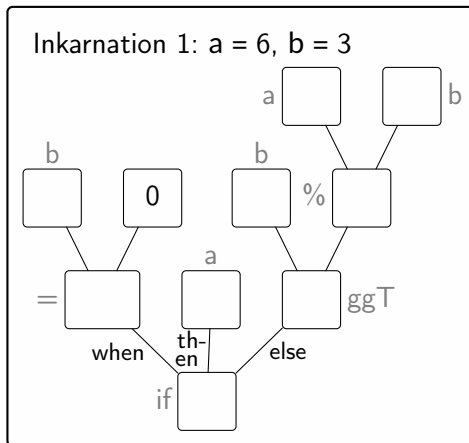 Inkarnation 1: a = 6, b = 3
a b
b b %
0
a
= ggT
th-
when en else
if